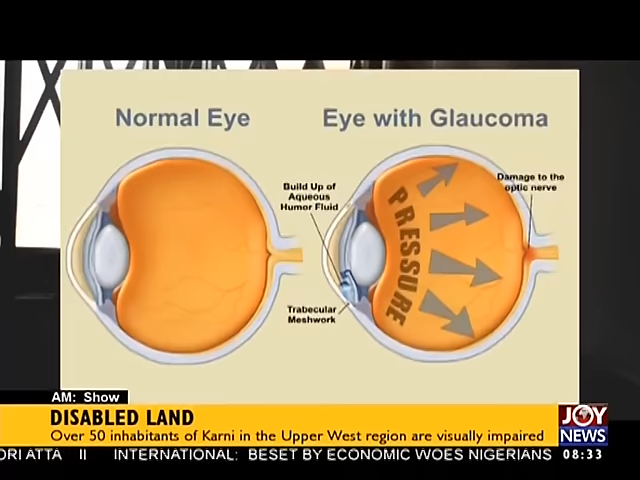 Normal Eye
Eye with Glaucoma
Build Up of
Aqueous
Humor Fluid
Damage to the
optic nerve
PRESSURE
Trabecular
Meshwork
AM: Show
DISABLED LAND
Over 50 inhabitants of Karni in the Upper West region are visually impaired
JOY
NEWS
ORI ATTA II INTERNATIONAL: BESET BY ECONOMIC WOES NIGERIANS
08:33